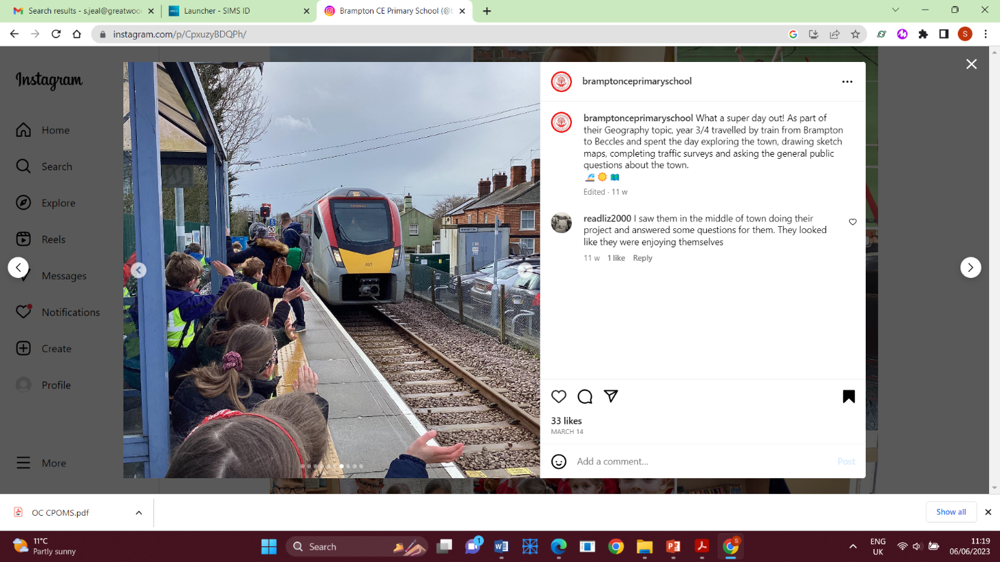 Search results - s.jeal@greatwoo
Launcher - SIMS ID
Brampton CE Primary School (@b
instagram.com/p/CpxuzyBDQPh/
S
Instagram
Home
Search
Explore
Reels
Messages
Notifications
Create
Profile
More
BRAMPTON
bramptonceprimaryschool
bramptonceprimaryschool What a super day out! As part of
their Geography topic, year 3/4 travelled by train from Brampton
to Beccles and spent the day exploring the town, drawing sketch
maps, completing traffic surveys and asking the general public
questions about the town.
Edited · 11 w
readliz2000 I saw them in the middle of town doing their
project and answered some questions for them. They looked
like they were enjoying themselves
11 w 1 like Reply
33 likes
MARCH 14
Add a comment...
Post
OC CPOMS.pdf
Show all
11°C
Partly sunny
Search
1
ENG
UK
11:19
06/06/2023